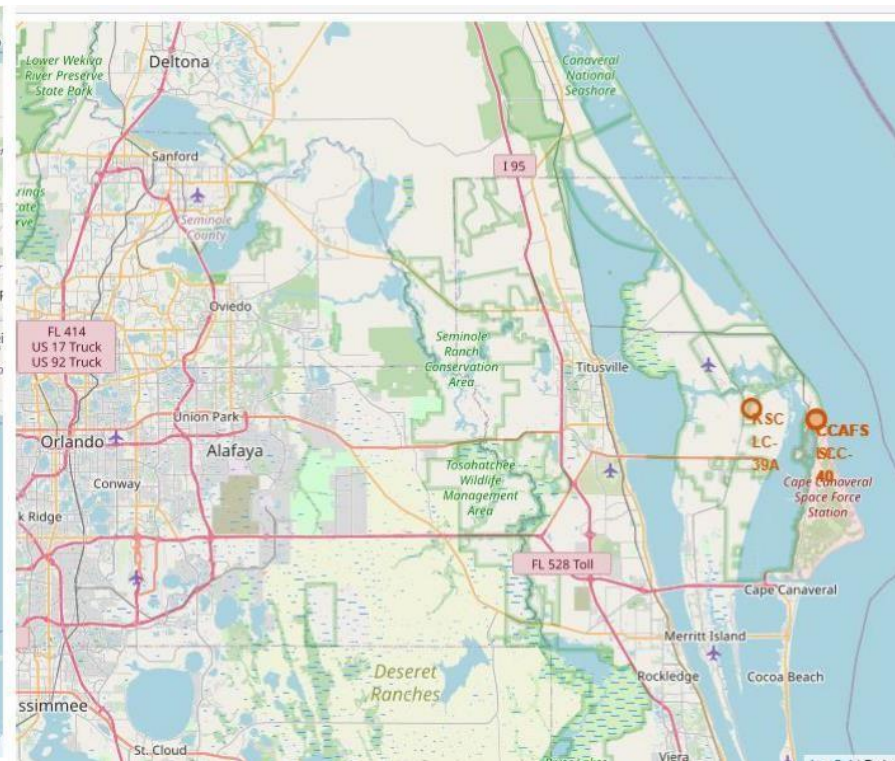 Lower Wekiva
River Preserve
State Park
Deltona
Canaveral
National
Seashore
Sanford
I 95
Seminole
County
Oviedo
FL 414
US 17 Truck
US 92 Truck
Seminole
Ranch
Conservation
Area
Titusville
Union Park
Orlando
Alafaya
KSC
LC-
39A
CCAFS
40
Tosohatchee
Wildlife
Management
Area
Conway
Cape Canaveral
Space Force
Station
k Ridge
FL 528 Toll
Cape Canaveral
Merritt Island
Deseret
Ranches
Rockledge
Cocoa Beach
ssimmee
St. Cloud
Viera